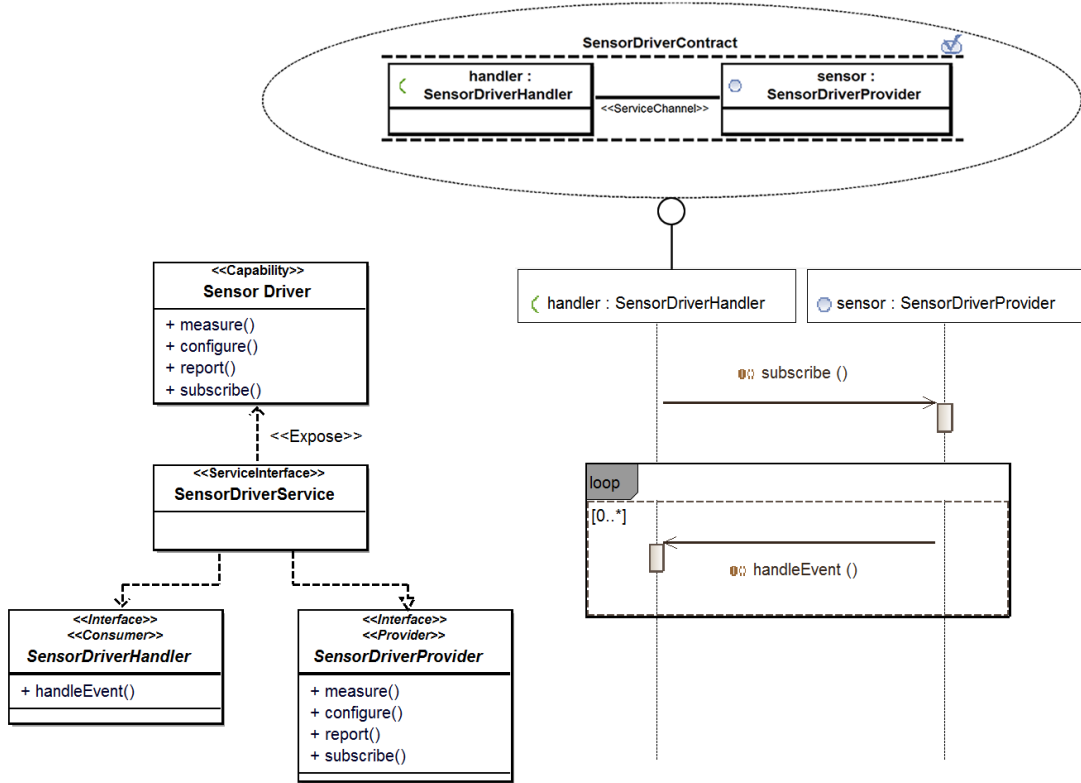 SensorDriverContract
handler :
SensorDriverHandler
<<ServiceChannel>>
sensor :
SensorDriverProvider
<<Capability>>
Sensor Driver
+ measure()
+ configure()
+ report()
+ subscribe()
<<Expose>>
<<ServiceInterface>>
SensorDriverService
<<Interface>>
<<Consumer>>
SensorDriverHandler
+ handleEvent()
<<Interface>>
<<Provider>>
SensorDriverProvider
+ measure()
+ configure()
+ report()
+ subscribe()
handler : SensorDriverHandler
sensor : SensorDriverProvider
subscribe ()
loop
[0..*]
handleEvent ()